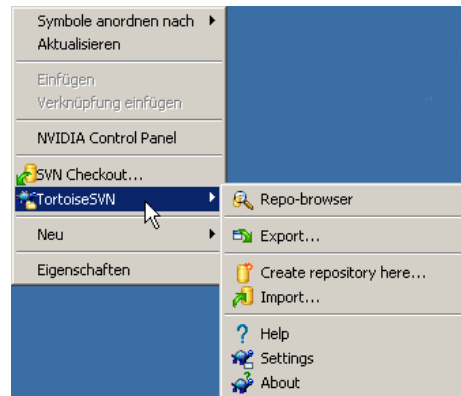 Symbole anordnen nach
Aktualisieren
Einfügen
Verknüpfung einfügen
NVIDIA Control Panel
SVN Checkout...
TortoiseSVN
Neu
Eigenschaften
Repo-browser
Export...
Create repository here...
Import...
Help
Settings
About